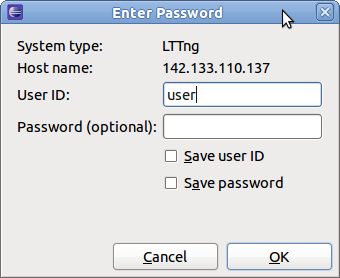 Enter Password
System type: LTTng
Host name: 142.133.110.137
User ID: user
Password (optional):
Save user ID
Save password
Cancel OK